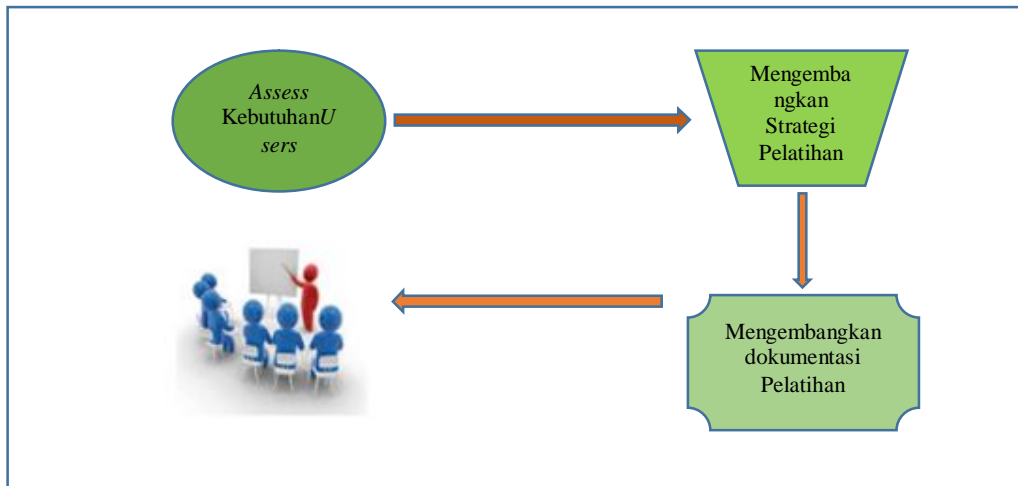 Assess
KebutuhanU
sers
Mengemba
ngkan
Strategi
Pelatihan
Mengembangkan
dokumentasi
Pelatihan